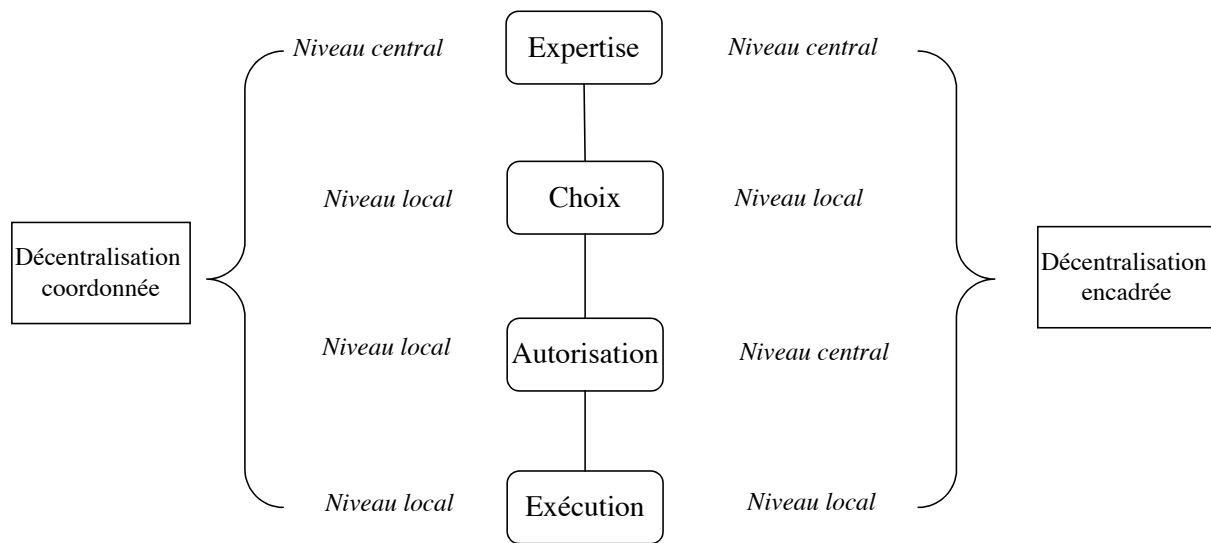 Niveau central
Expertise
Niveau central
Niveau local
Choix
Niveau local
Décentralisation
coordonnée
Décentralisation
encadrée
Niveau local
Autorisation
Niveau central
Niveau local
Exécution
Niveau local